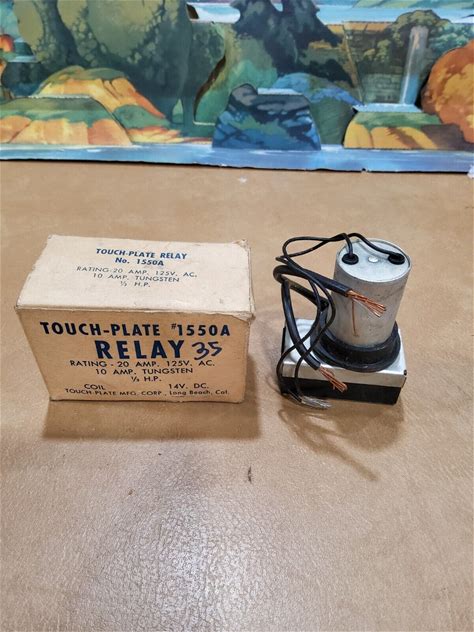 TOUCH-PLATE RELAY
No. 1550A
RATING-20 AMP. 125V. AC.
10 AMP. TUNGSTEN
½ H.P.
TOUCH-PLATE #1550A
RELAY 35
RATING - 20 AMP. 125V. AC.
10 AMP. TUNGSTEN
½ H.P.
COIL 14V. DC.
TOUCH-PLATE MFG. CORP., Long Beach, Cal.